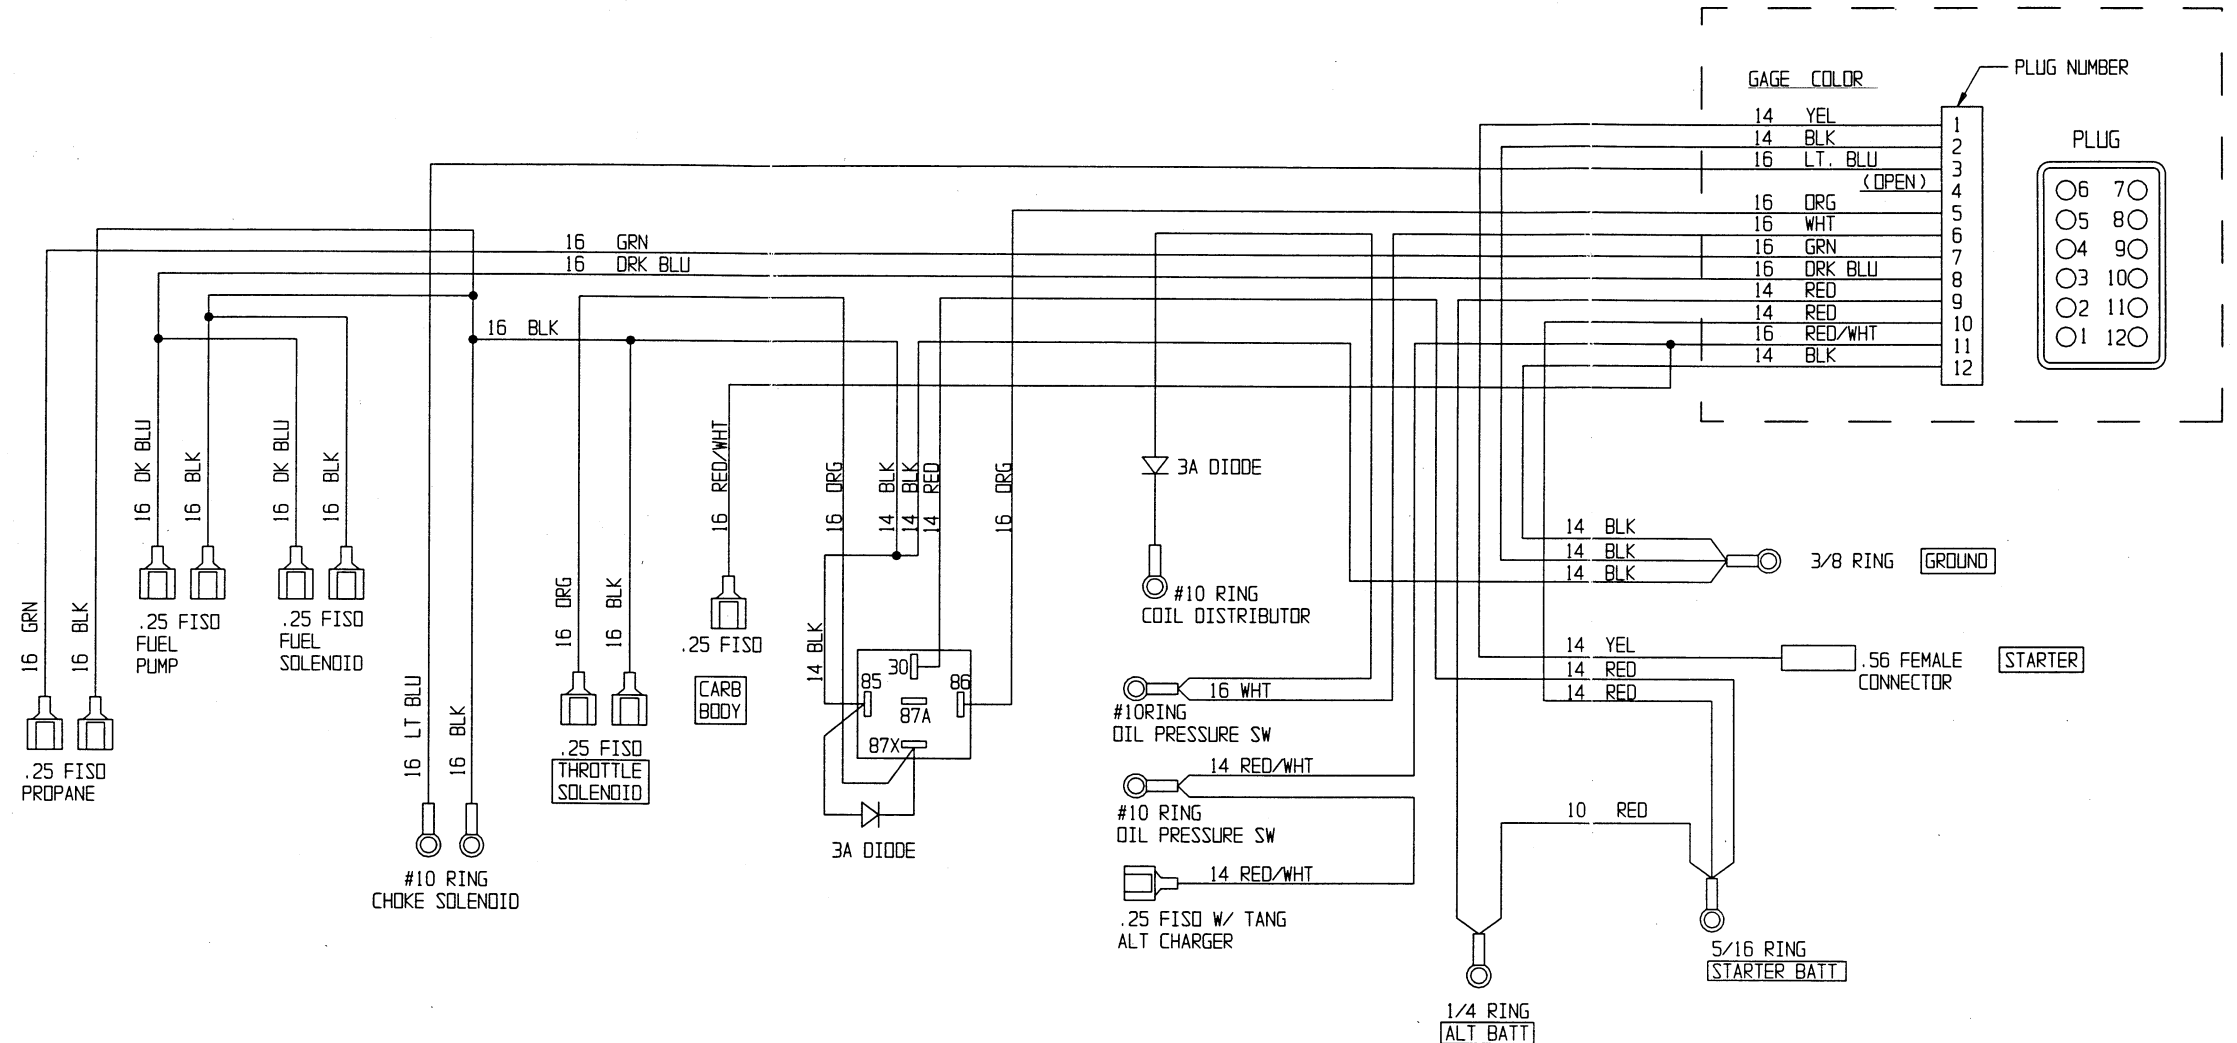 PLUG NUMBER
GAGE COLOR
14 YEL
1
14 BLK
2
16 LT. BLU
3
(OPEN)
4
16 ORG
5
16 WHT
6
16 GRN
7
16 DRK BLU
8
14 RED
9
14 RED
10
16 RED/WHT
11
14 BLK
12
PLUG
6 7
5 8
4 9
3 10
2 11
1 12
16 GRN
16 DRK BLU
16 BLK
16 DK BLU
16 BLK
16 DK BLU
16 BLK
16 RED/WHT
16 ORG
14 BLK
14 BLK
14 RED
16 ORG
3A DIODE
14 BLK
14 BLK
14 BLK
3/8 RING
GROUND
#10 RING
COIL DISTRIBUTOR
16 GRN
16 BLK
.25 FISO
FUEL
PUMP
.25 FISO
FUEL
SOLENOID
16 ORG
16 BLK
.25 FISO
CARB
BODY
14 BLK
30
85
86
87A
87X
14 YEL
14 RED
14 RED
.56 FEMALE
CONNECTOR
STARTER
16 WHT
#10RING
OIL PRESSURE SW
16 LT BLU
16 BLK
.25 FISO
PROPANE
.25 FISO
THROTTLE
SOLENOID
14 RED/WHT
#10 RING
OIL PRESSURE SW
10 RED
3A DIODE
#10 RING
CHOKE SOLENOID
14 RED/WHT
.25 FISO W/ TANG
ALT CHARGER
5/16 RING
STARTER BATT
1/4 RING
ALT BATT